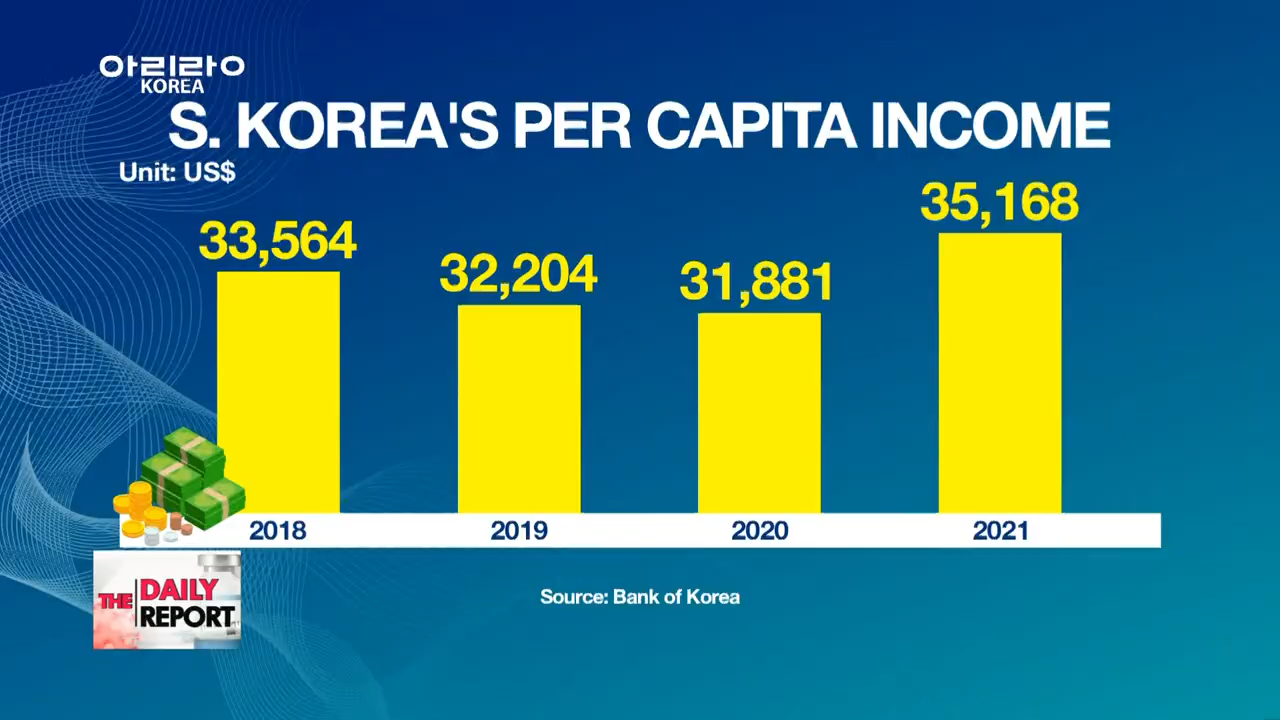 아리랑
KOREA
S. KOREA'S PER CAPITA INCOME
Unit: US$
33,564
32,204
31,881
35,168
2018
2019
2020
2021
THE DAILY
REPORT
Source: Bank of Korea